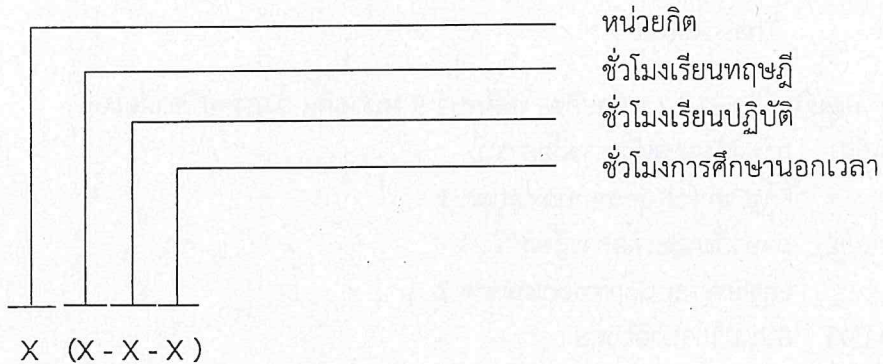 หน่วยกิต
ชั่วโมงเรียนทฤษฎี
ชั่วโมงเรียนปฏิบัติ
ชั่วโมงการศึกษานอกเวลา
X (X - X - X )